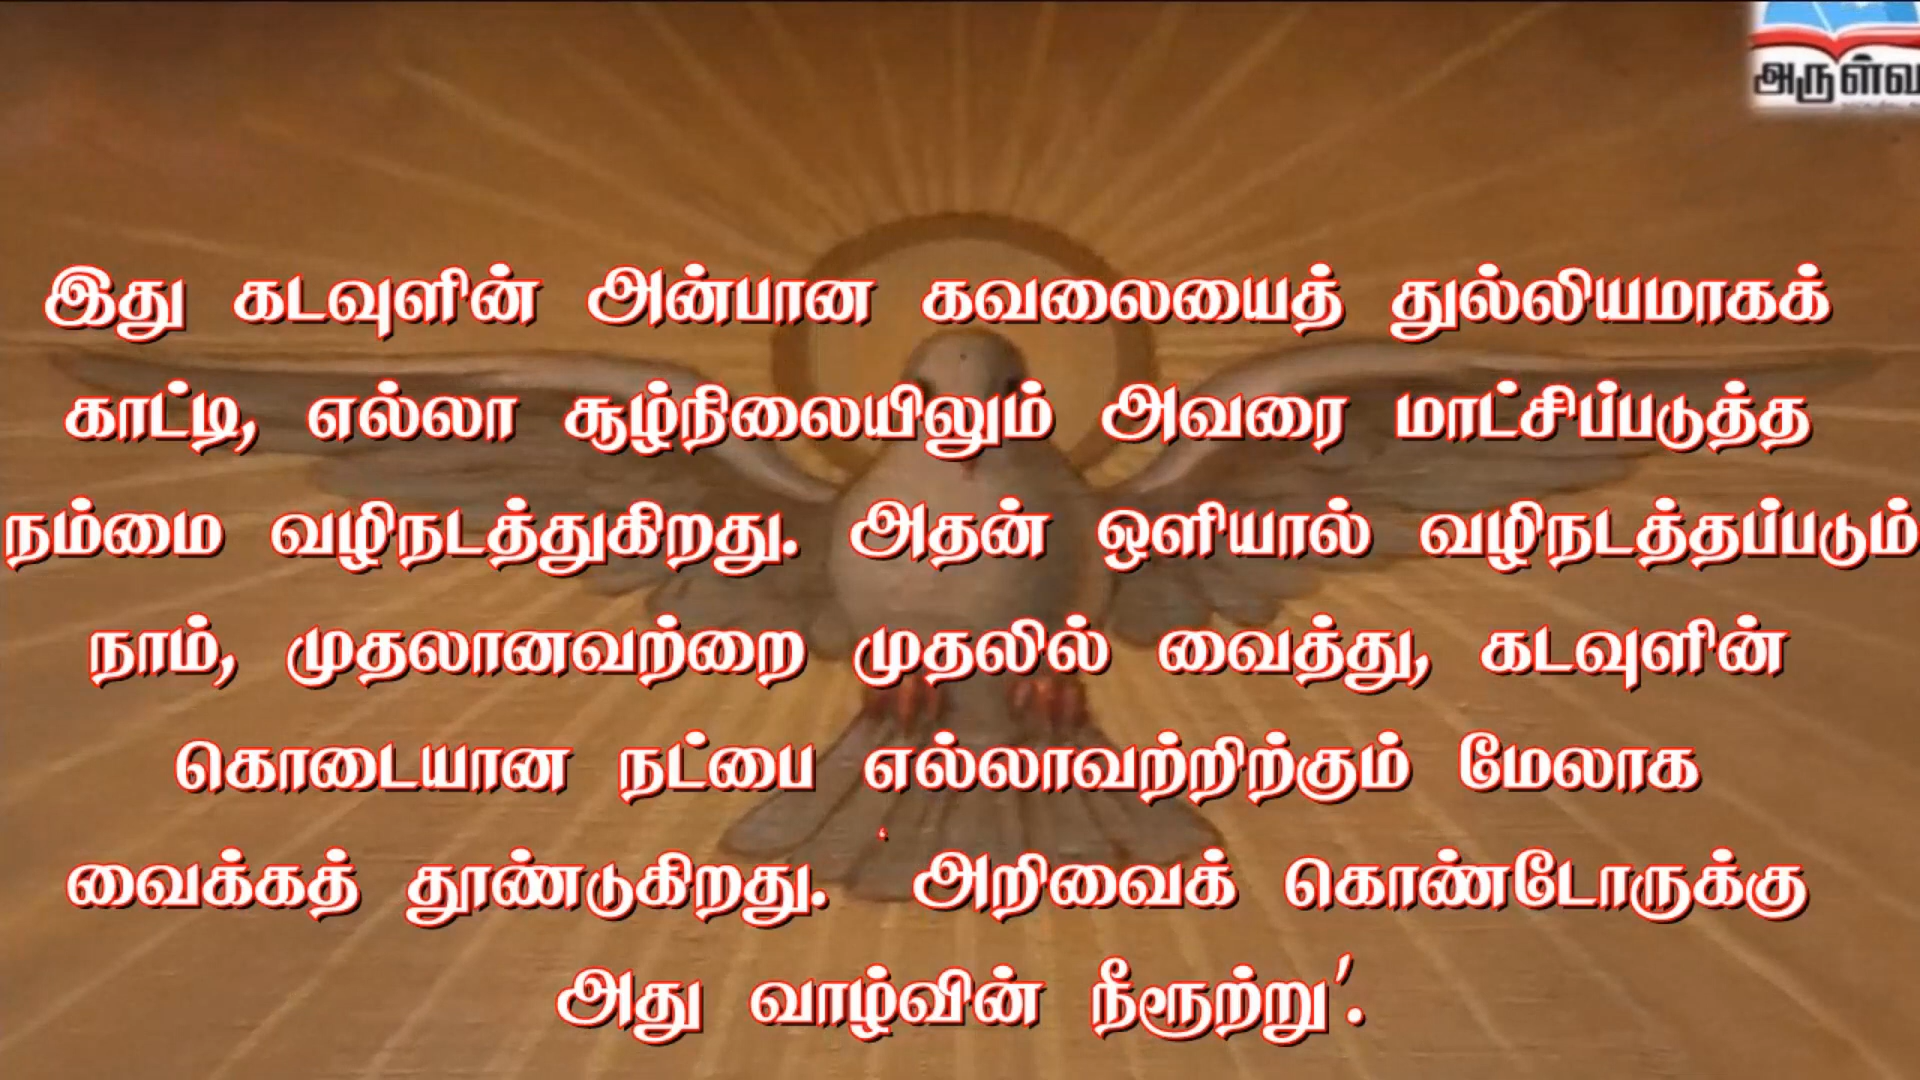 அருள்வ
இது கடவுளின் அன்பான கவலையைத் துல்லியமாகக்
காட்டி, எல்லா சூழ்நிலையிலும் அவரை மாட்சிப்படுத்த
நம்மை வழிநடத்துகிறது. அதன் ஒளியால் வழிநடத்தப்படும்
நாம், முதலானவற்றை முதலில் வைத்து, கடவுளின்
கொடையான நட்பை எல்லாவற்றிற்கும் மேலாக
வைக்கத் தூண்டுகிறது. ‘அறிவைக் கொண்டோருக்கு
அது வாழ்வின் நீரூற்று'.